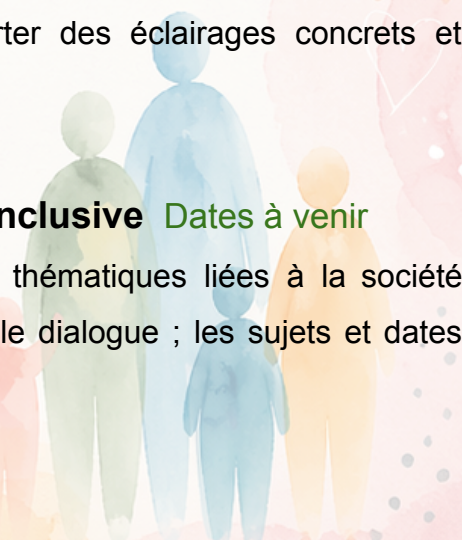 rter des éclairages concrets et
nclusive Dates à venir
thématiques liées à la société
le dialogue ; les sujets et dates